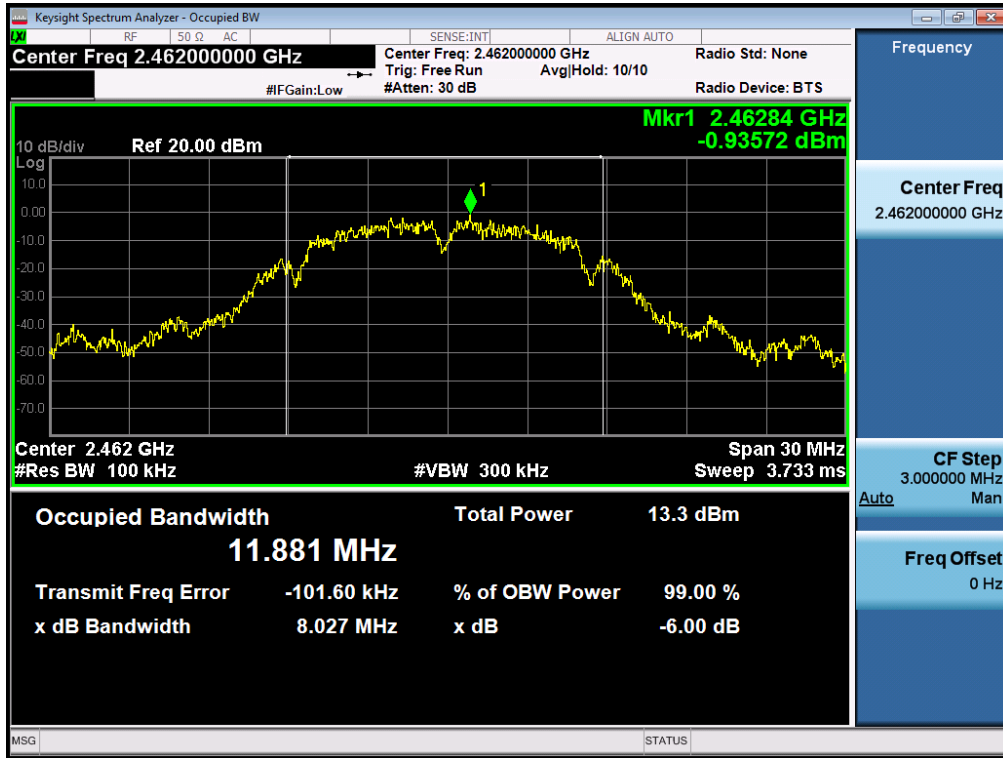 Keysight Spectrum Analyzer - Occupied BW
LXI RF 50 Ω AC SENSE:INT ALIGN AUTO
Center Freq 2.462000000 GHz
Center Freq: 2.462000000 GHz
Radio Std: None
Trig: Free Run Avg|Hold: 10/10
#IFGain:Low
#Atten: 30 dB
Radio Device: BTS
Mkr1 2.46284 GHz
-0.93572 dBm
10 dB/div Ref 20.00 dBm
Log
10.0
0.00
-10.0
-20.0
-30.0
-40.0
-50.0
-60.0
-70.0
1
Center 2.462 GHz
Span 30 MHz
#Res BW 100 kHz
#VBW 300 kHz
Sweep 3.733 ms
Occupied Bandwidth
11.881 MHz
Total Power 13.3 dBm
Transmit Freq Error -101.60 kHz
% of OBW Power 99.00 %
x dB Bandwidth 8.027 MHz
x dB -6.00 dB
MSG
STATUS
Frequency
Center Freq
2.462000000 GHz
CF Step
3.000000 MHz
Auto Man
Freq Offset
0 Hz